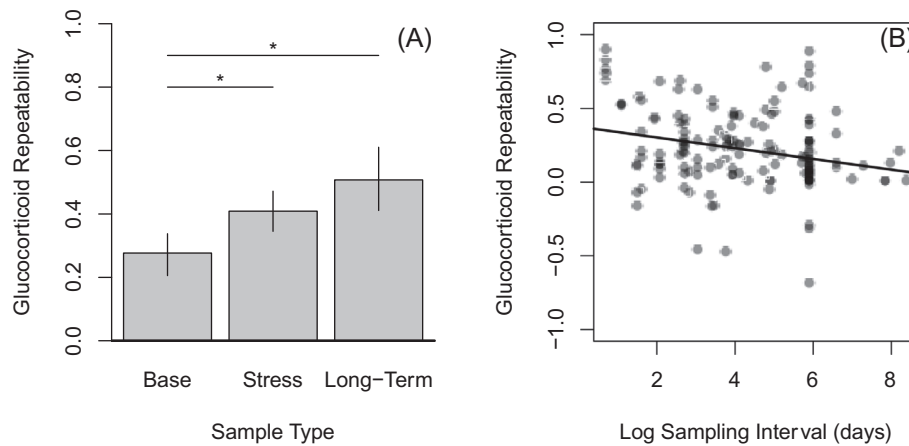 (A)
Glucocorticoid Repeatability
1.0
0.8
0.6
0.4
0.2
0.0
*
*
Base Stress Long−Term
Sample Type
(B)
Glucocorticoid Repeatability
1.0
0.5
0.0
−0.5
−1.0
2 4 6 8
Log Sampling Interval (days)